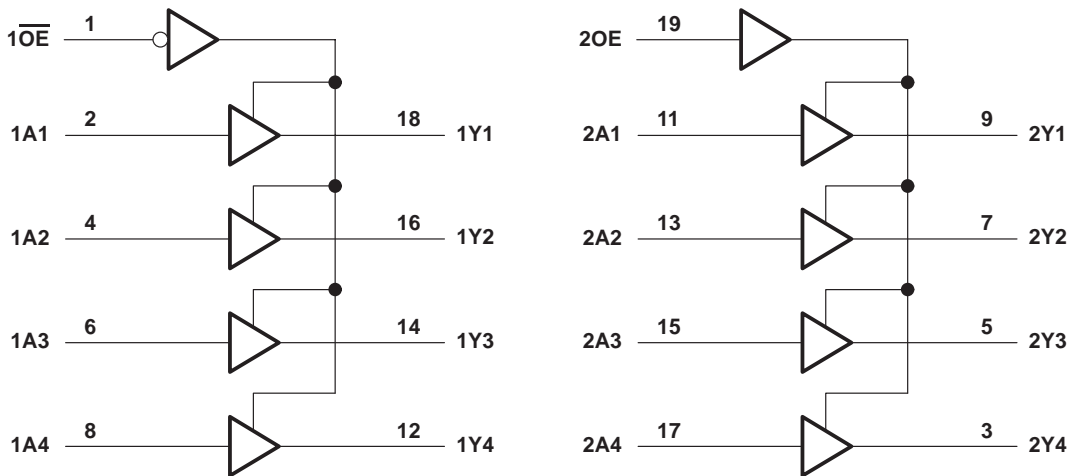 1O̅E̅ 1
2OE 19
1A1 2 18 1Y1
2A1 11 9 2Y1
1A2 4 16 1Y2
2A2 13 7 2Y2
1A3 6 14 1Y3
2A3 15 5 2Y3
1A4 8 12 1Y4
2A4 17 3 2Y4